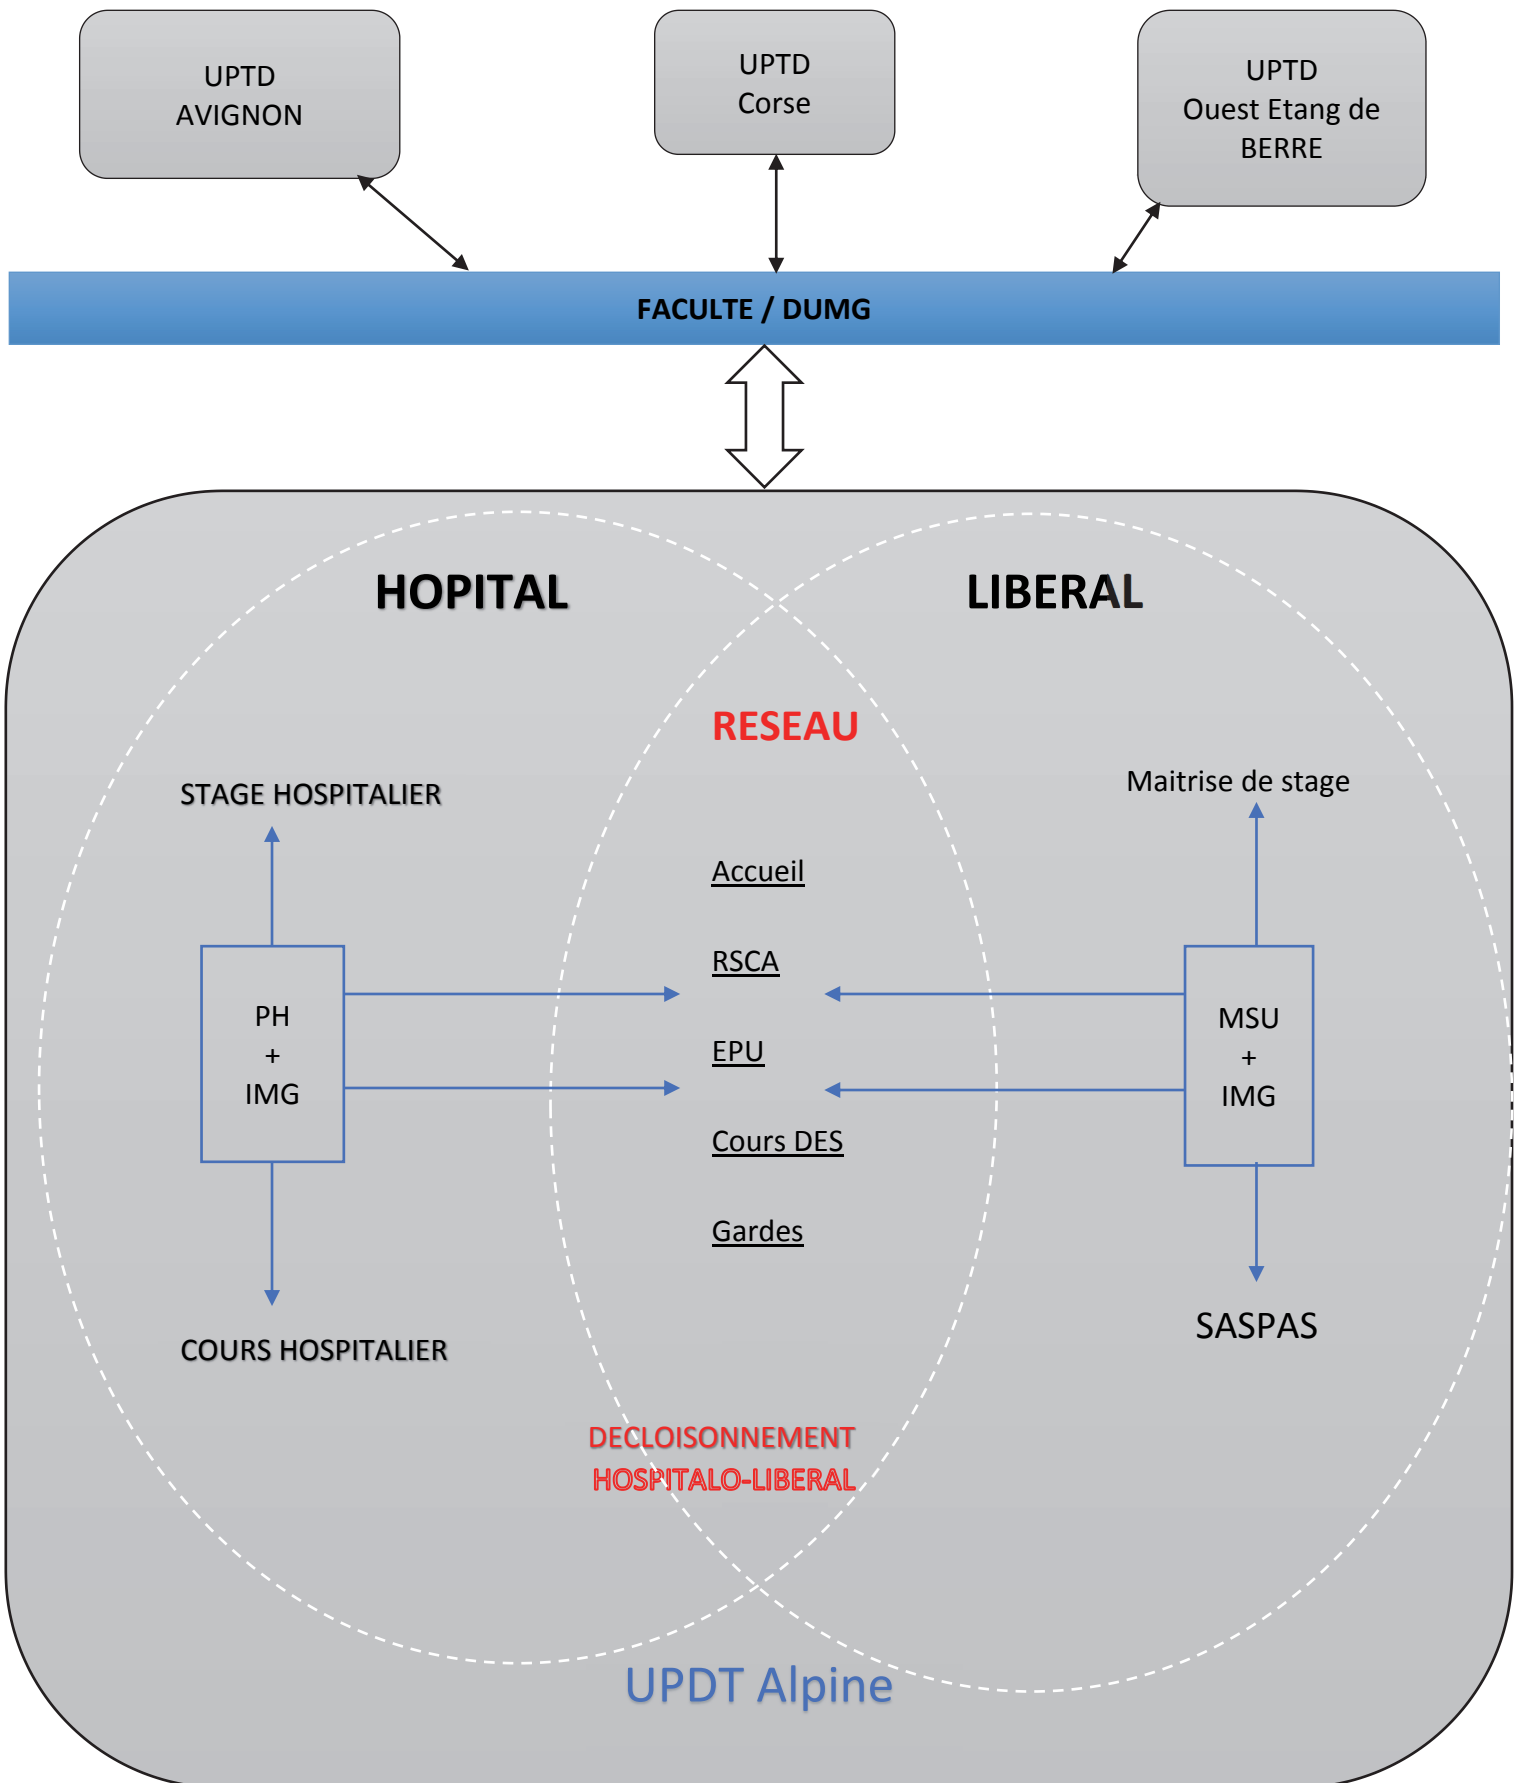 UPTD
AVIGNON
UPTD
Corse
UPTD
Ouest Etang de
BERRE
FACULTE / DUMG
HOPITAL
LIBERAL
RESEAU
STAGE HOSPITALIER
Maitrise de stage
Accueil
RSCA
EPU
Cours DES
Gardes
PH
+
IMG
MSU
+
IMG
COURS HOSPITALIER
SASPAS
DECLOISONNEMENT
HOSPITALO-LIBERAL
UPDT Alpine